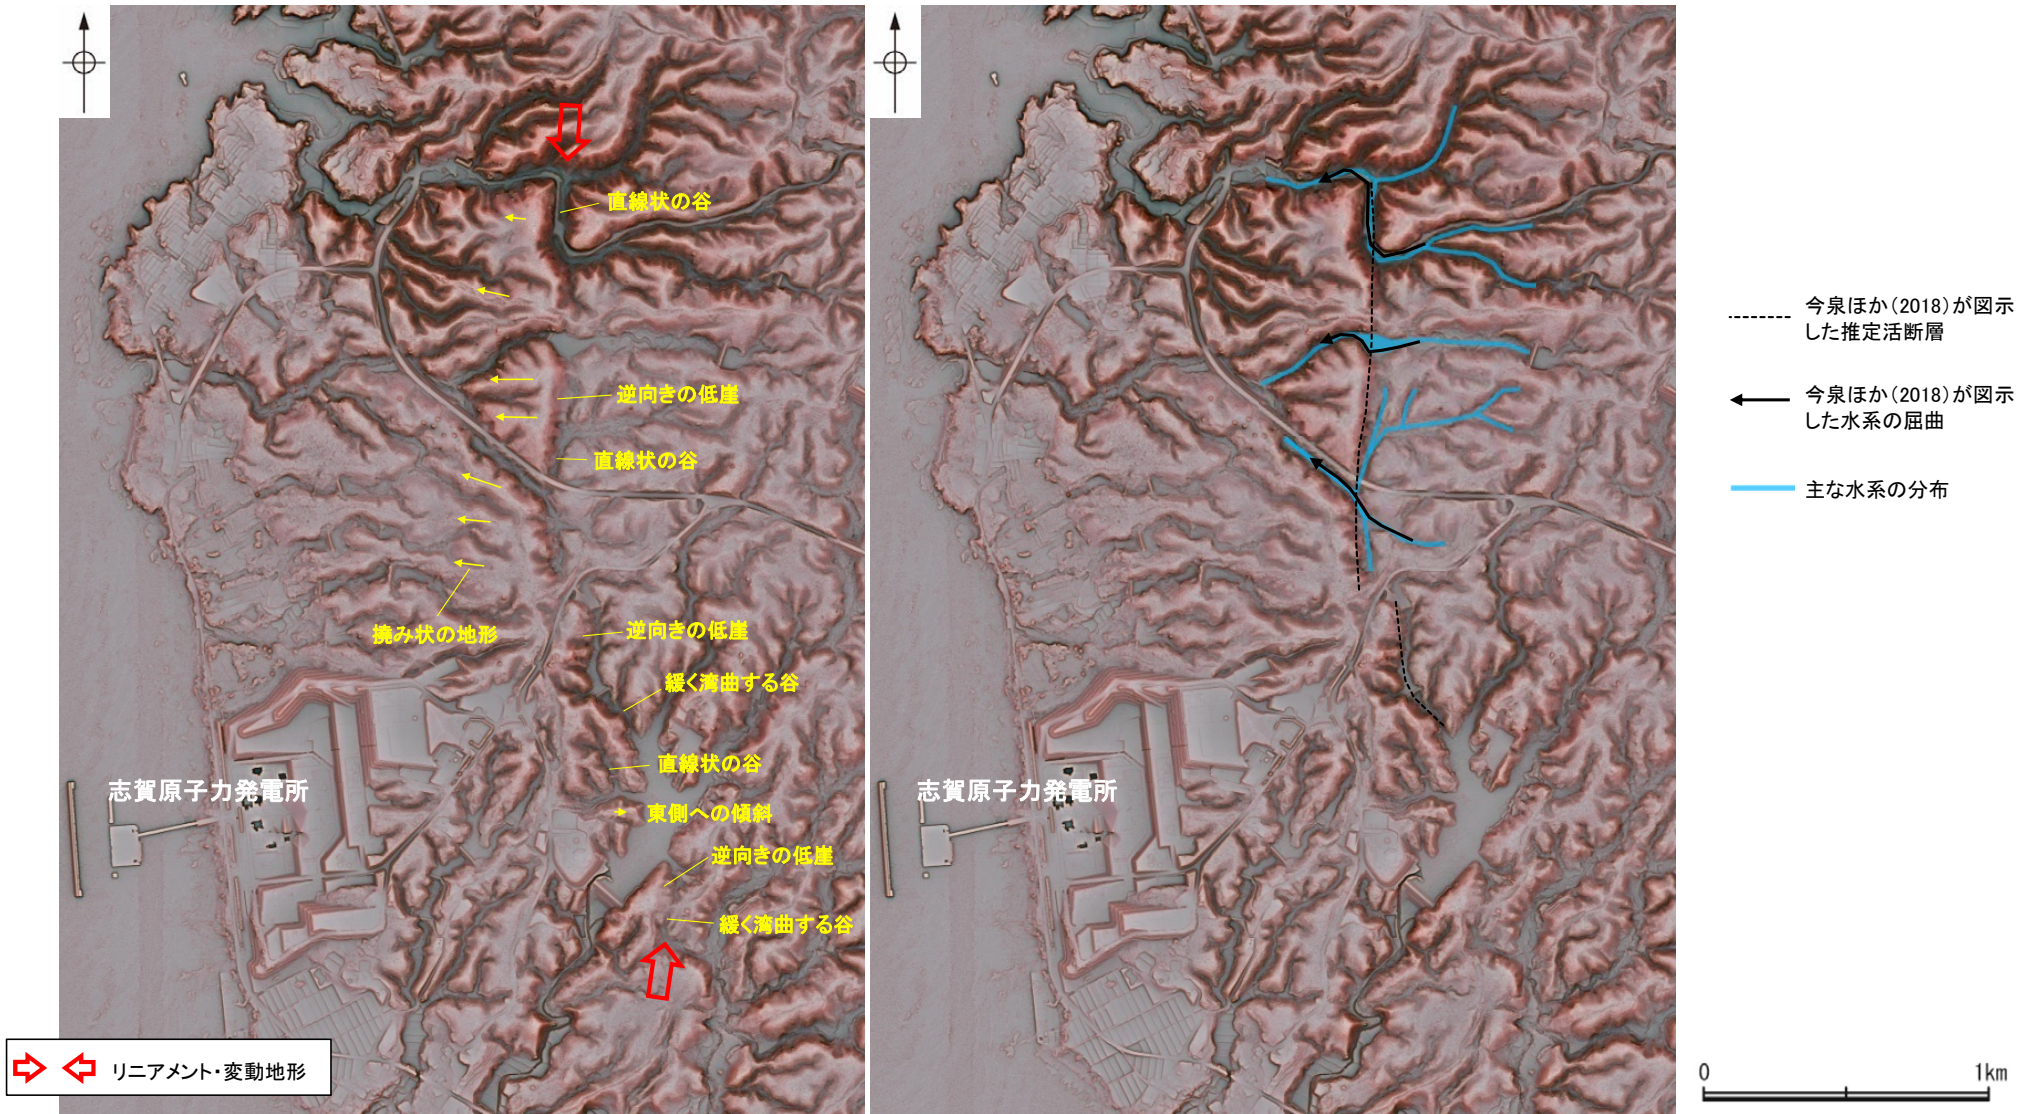 直線状の谷
逆向きの低崖
直線状の谷
撓み状の地形
逆向きの低崖
緩く湾曲する谷
直線状の谷
志賀原子力発電所
東側への傾斜
逆向きの低崖
緩く湾曲する谷
リニアメント・変動地形
志賀原子力発電所
今泉ほか(2018)が図示
した推定活断層
今泉ほか(2018)が図示
した水系の屈曲
主な水系の分布
0 1km